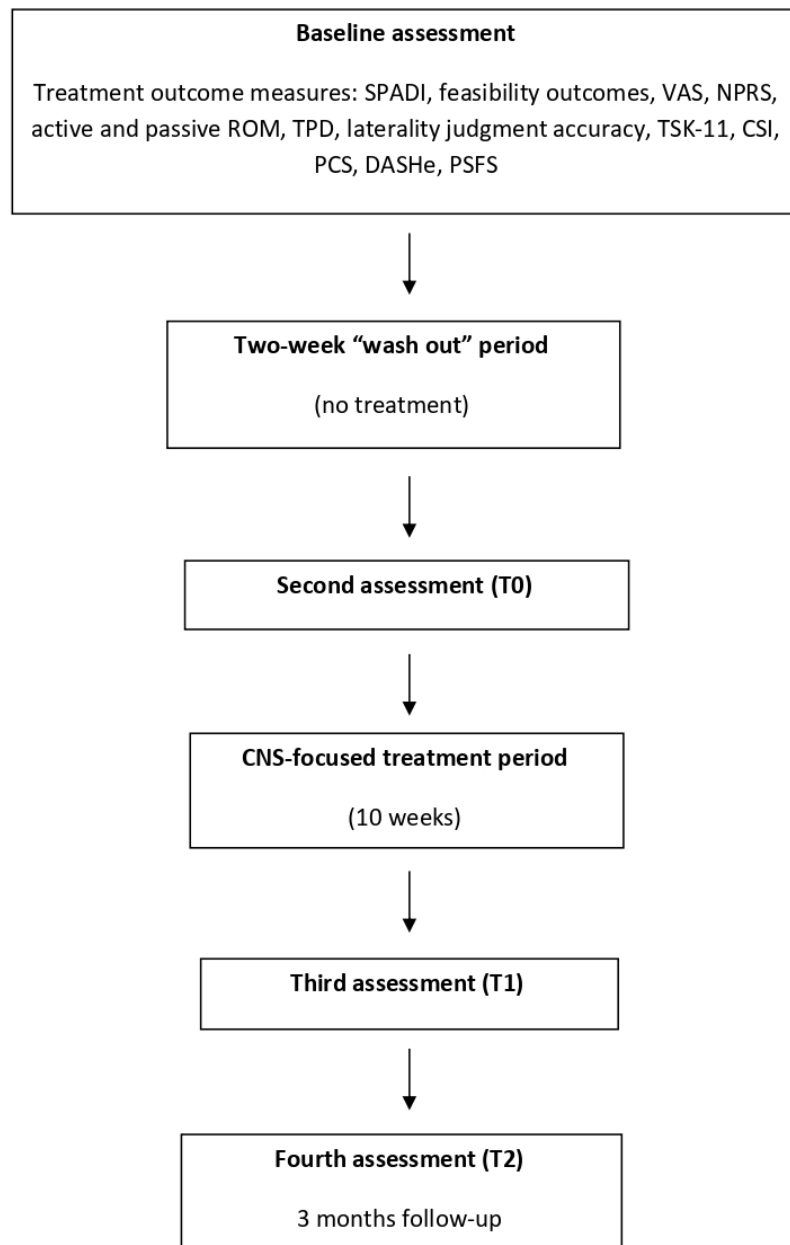 Baseline assessment
Treatment outcome measures: SPADI, feasibility outcomes, VAS, NPRS,
active and passive ROM, TPD, laterality judgment accuracy, TSK-11, CSI,
PCS, DASHe, PSFS
Two-week “wash out” period
(no treatment)
Second assessment (T0)
CNS-focused treatment period
(10 weeks)
Third assessment (T1)
Fourth assessment (T2)
3 months follow-up